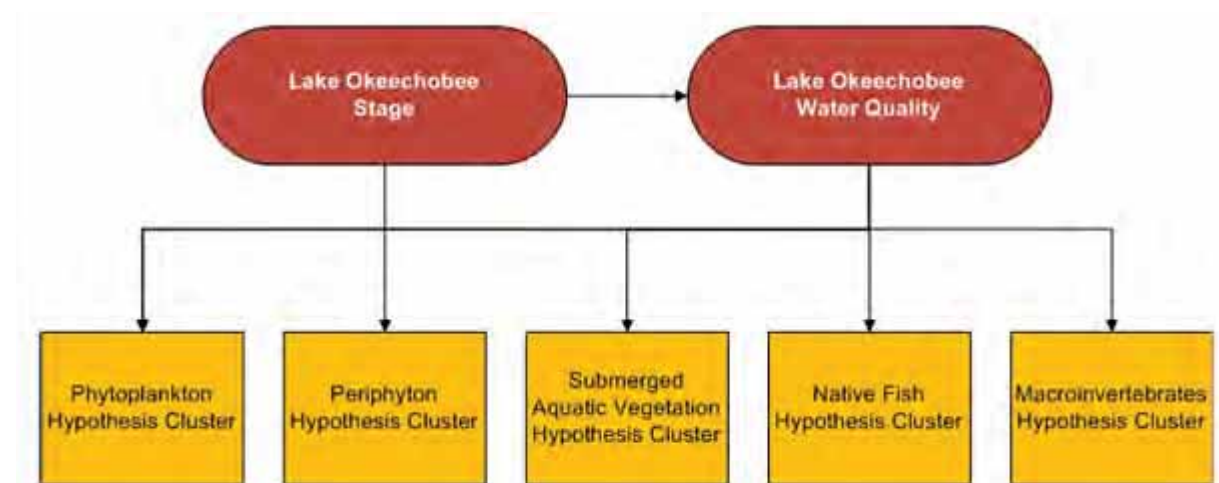 Lake Okeechobee
Stage
Lake Okeechobee
Water Quality
Phytoplankton
Hypothesis Cluster
Periphyton
Hypothesis Cluster
Submerged
Aquatic Vegetation
Hypothesis Cluster
Native Fish
Hypothesis Cluster
Macroinvertebrates
Hypothesis Cluster